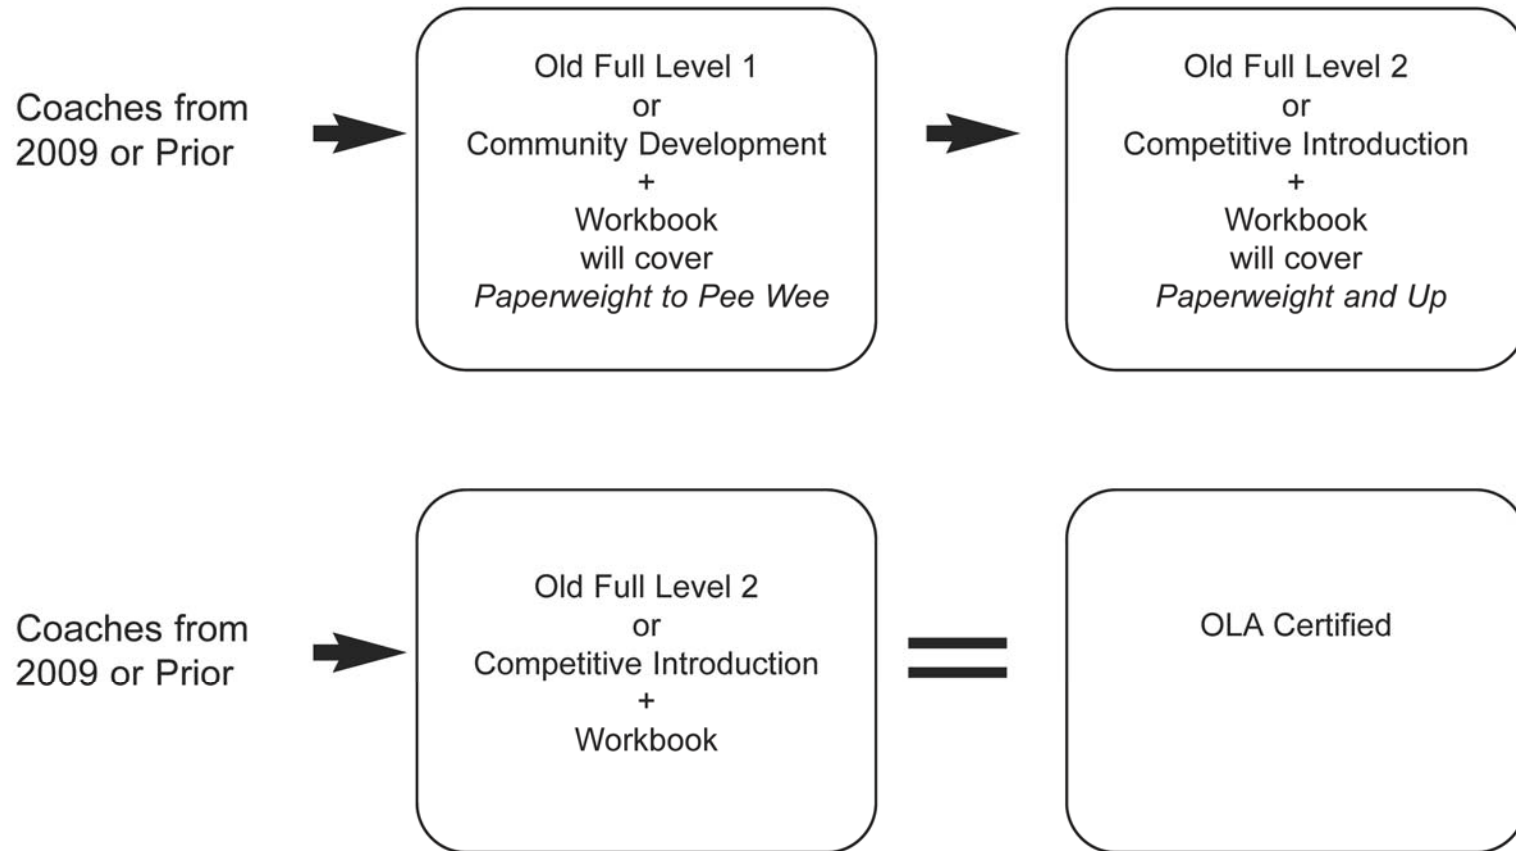 Coaches from
2009 or Prior
Old Full Level 1
or
Community Development
+
Workbook
will cover
Paperweight to Pee Wee
Old Full Level 2
or
Competitive Introduction
+
Workbook
will cover
Paperweight and Up
Coaches from
2009 or Prior
Old Full Level 2
or
Competitive Introduction
+
Workbook
=
OLA Certified